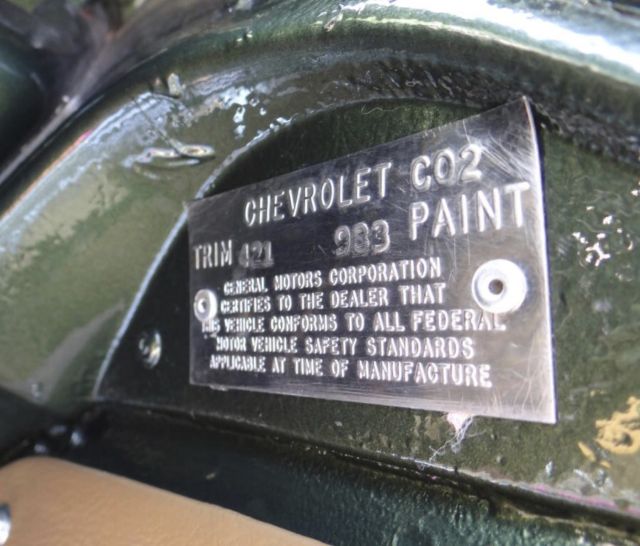 CHEVROLET C02
TRIM 421 983 PAINT
GENERAL MOTORS CORPORATION
CERTIFIES TO THE DEALER THAT
THIS VEHICLE CONFORMS TO ALL FEDERAL
MOTOR VEHICLE SAFETY STANDARDS
APPLICABLE AT TIME OF MANUFACTURE